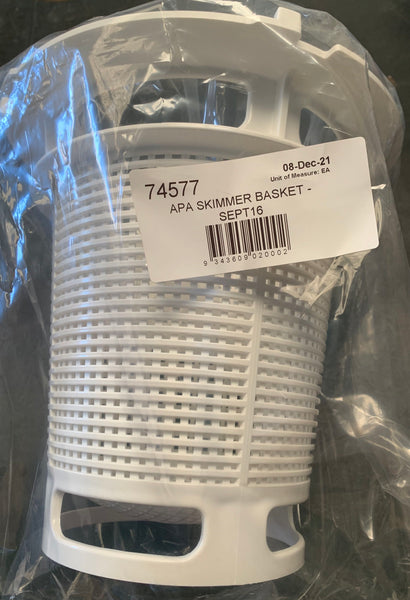 08-Dec-21
74577
Unit of Measure: EA
APA SKIMMER BASKET -
SEPT16
9 343609 020002